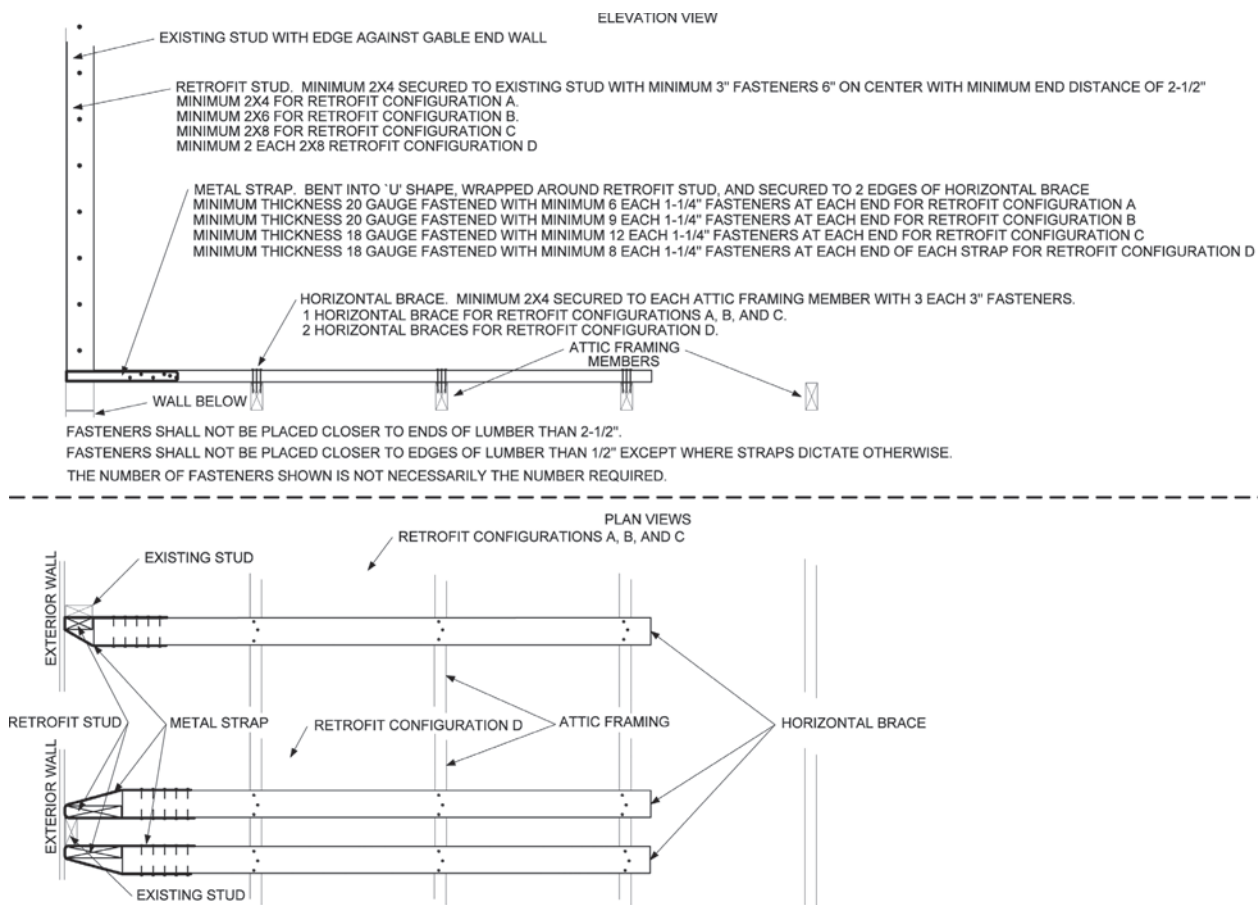 ELEVATION VIEW
EXISTING STUD WITH EDGE AGAINST GABLE END WALL
RETROFIT STUD. MINIMUM 2X4 SECURED TO EXISTING STUD WITH MINIMUM 3" FASTENERS 6" ON CENTER WITH MINIMUM END DISTANCE OF 2-1/2"
MINIMUM 2X4 FOR RETROFIT CONFIGURATION A.
MINIMUM 2X6 FOR RETROFIT CONFIGURATION B.
MINIMUM 2X8 FOR RETROFIT CONFIGURATION C
MINIMUM 2 EACH 2X8 RETROFIT CONFIGURATION D
METAL STRAP. BENT INTO `U' SHAPE, WRAPPED AROUND RETROFIT STUD, AND SECURED TO 2 EDGES OF HORIZONTAL BRACE
MINIMUM THICKNESS 20 GAUGE FASTENED WITH MINIMUM 6 EACH 1-1/4" FASTENERS AT EACH END FOR RETROFIT CONFIGURATION A
MINIMUM THICKNESS 20 GAUGE FASTENED WITH MINIMUM 9 EACH 1-1/4" FASTENERS AT EACH END FOR RETROFIT CONFIGURATION B
MINIMUM THICKNESS 18 GAUGE FASTENED WITH MINIMUM 12 EACH 1-1/4" FASTENERS AT EACH END FOR RETROFIT CONFIGURATION C
MINIMUM THICKNESS 18 GAUGE FASTENED WITH MINIMUM 8 EACH 1-1/4" FASTENERS AT EACH END OF EACH STRAP FOR RETROFIT CONFIGURATION D
HORIZONTAL BRACE. MINIMUM 2X4 SECURED TO EACH ATTIC FRAMING MEMBER WITH 3 EACH 3" FASTENERS.
1 HORIZONTAL BRACE FOR RETROFIT CONFIGURATIONS A, B, AND C.
2 HORIZONTAL BRACES FOR RETROFIT CONFIGURATION D.
ATTIC FRAMING
MEMBERS
WALL BELOW
FASTENERS SHALL NOT BE PLACED CLOSER TO ENDS OF LUMBER THAN 2-1/2".
FASTENERS SHALL NOT BE PLACED CLOSER TO EDGES OF LUMBER THAN 1/2" EXCEPT WHERE STRAPS DICTATE OTHERWISE.
THE NUMBER OF FASTENERS SHOWN IS NOT NECESSARILY THE NUMBER REQUIRED.
PLAN VIEWS
RETROFIT CONFIGURATIONS A, B, AND C
EXISTING STUD
EXTERIOR WALL
RETROFIT STUD
METAL STRAP
RETROFIT CONFIGURATION D
ATTIC FRAMING
HORIZONTAL BRACE
EXTERIOR WALL
EXISTING STUD